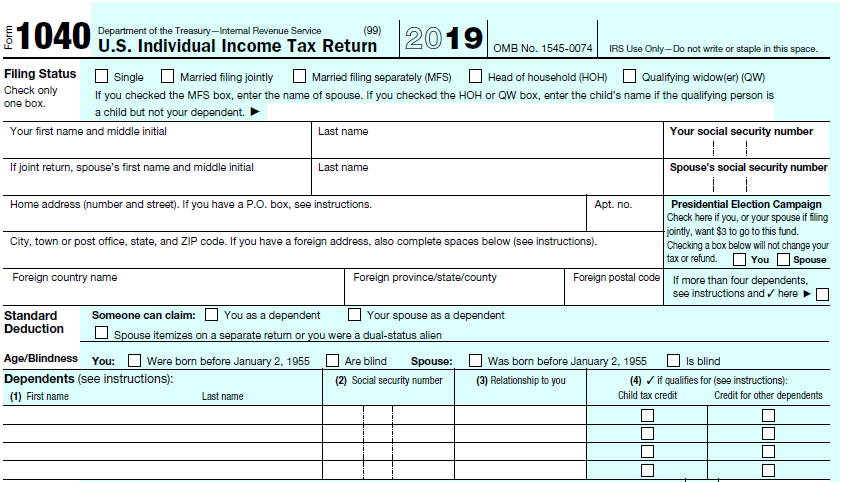 Form 1040 Department of the Treasury—Internal Revenue Service (99)
U.S. Individual Income Tax Return 2019 OMB No. 1545-0074 IRS Use Only—Do not write or staple in this space.
Filing Status Single Married filing jointly Married filing separately (MFS) Head of household (HOH) Qualifying widow(er) (QW)
Check only
one box.
If you checked the MFS box, enter the name of spouse. If you checked the HOH or QW box, enter the child's name if the qualifying person is
a child but not your dependent. ▶
Your first name and middle initial Last name Your social security number
If joint return, spouse's first name and middle initial Last name Spouse's social security number
Home address (number and street). If you have a P.O. box, see instructions. Apt. no.
City, town or post office, state, and ZIP code. If you have a foreign address, also complete spaces below (see instructions).
Presidential Election Campaign
Check here if you, or your spouse if filing
jointly, want $3 to go to this fund.
Checking a box below will not change your
tax or refund. You Spouse
Foreign country name Foreign province/state/county Foreign postal code
If more than four dependents,
see instructions and ✓ here ▶
Standard
Deduction
Someone can claim: You as a dependent Your spouse as a dependent
Spouse itemizes on a separate return or you were a dual-status alien
Age/Blindness You: Were born before January 2, 1955 Are blind Spouse: Was born before January 2, 1955 Is blind
Dependents (see instructions): (2) Social security number (3) Relationship to you (4) ✓ if qualifies for (see instructions):
(1) First name Last name Child tax credit Credit for other dependents